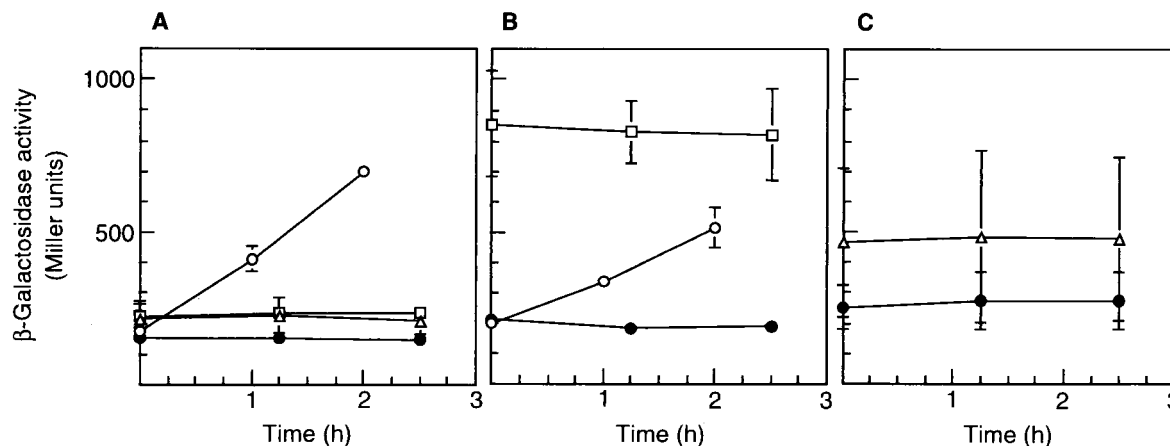 A
B
C
β-Galactosidase activity
(Miller units)
1000
500
1
2
3
1
2
3
1
2
3
Time (h)
Time (h)
Time (h)